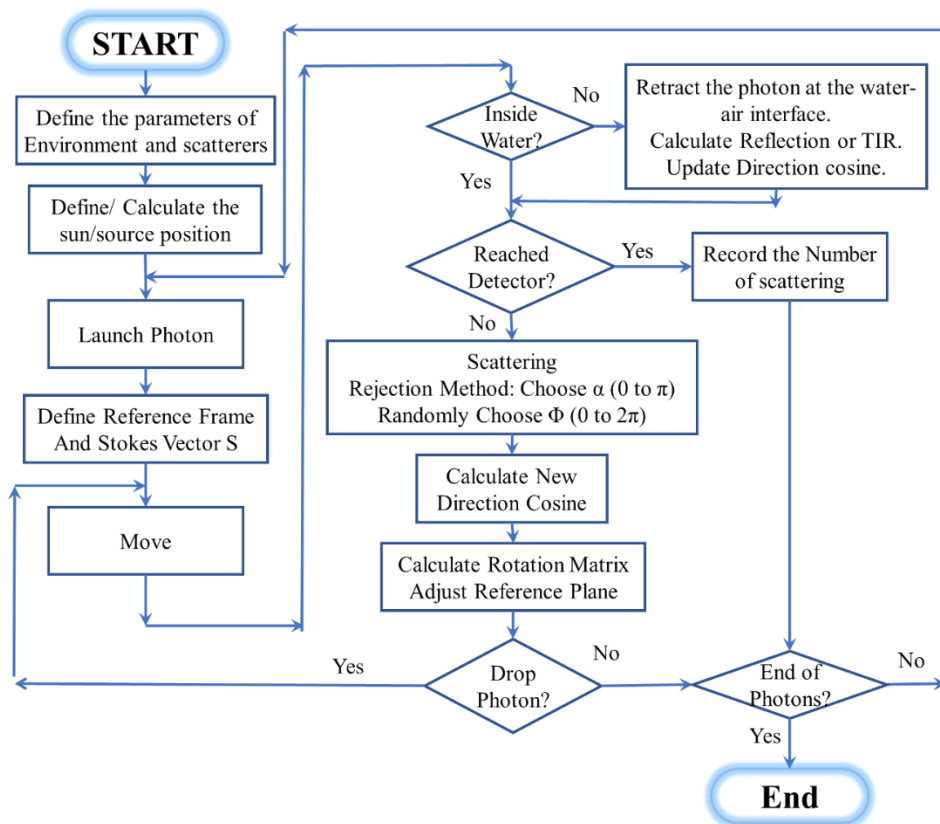 START
Define the parameters of
Environment and scatterers
Define/ Calculate the
sun/source position
Launch Photon
Define Reference Frame
And Stokes Vector S
Move
Inside
Water?
No
Yes
Retract the photon at the water-
air interface.
Calculate Reflection or TIR.
Update Direction cosine.
Reached
Detector?
Yes
No
Record the Number
of scattering
Scattering
Rejection Method: Choose α (0 to π)
Randomly Choose Φ (0 to 2π)
Calculate New
Direction Cosine
Calculate Rotation Matrix
Adjust Reference Plane
Drop
Photon?
Yes
No
End of
Photons?
No
Yes
End